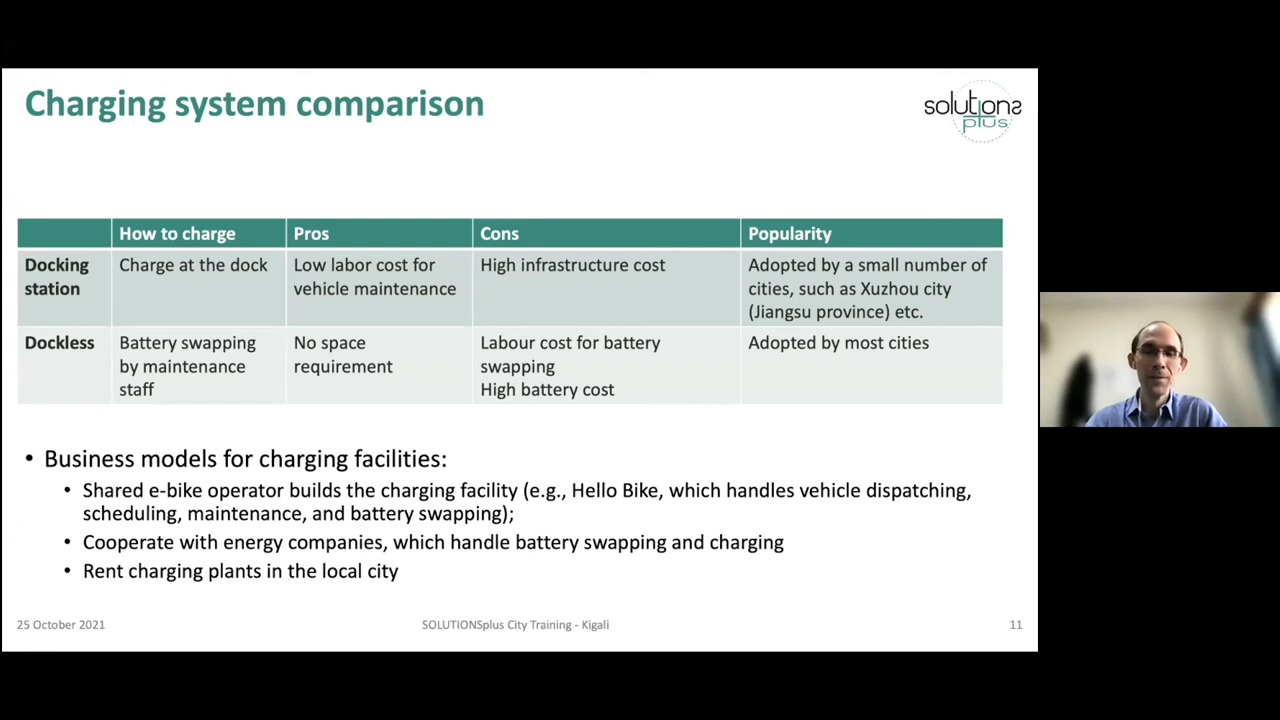 Charging system comparison
solutions
plus
How to charge Pros Cons Popularity
Docking station
Charge at the dock
Low labor cost for vehicle maintenance
High infrastructure cost
Adopted by a small number of cities, such as Xuzhou city (Jiangsu province) etc.
Dockless
Battery swapping by maintenance staff
No space requirement
Labour cost for battery swapping
High battery cost
Adopted by most cities
• Business models for charging facilities:
• Shared e-bike operator builds the charging facility (e.g., Hello Bike, which handles vehicle dispatching,
scheduling, maintenance, and battery swapping);
• Cooperate with energy companies, which handle battery swapping and charging
• Rent charging plants in the local city
25 October 2021 SOLUTIONSplus City Training - Kigali 11